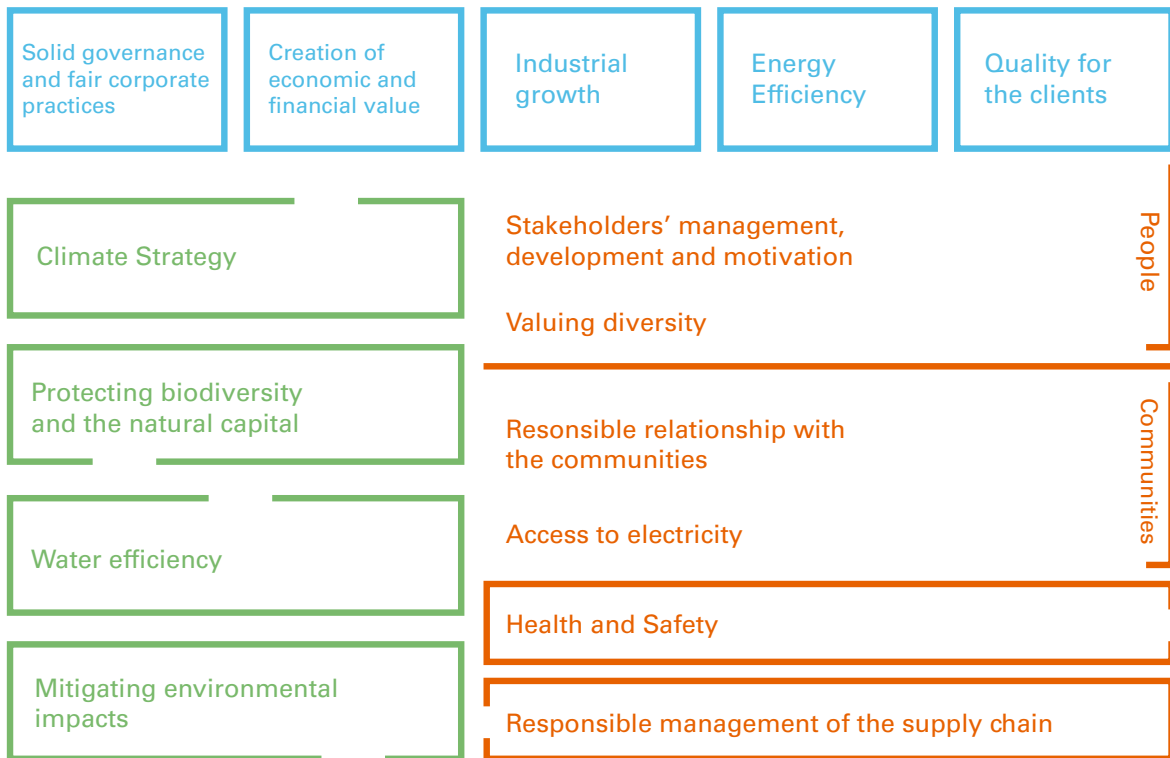 Solid governance
and fair corporate
practices
Creation of
economic and
financial value
Industrial
growth
Energy
Efficiency
Quality for
the clients
Climate Strategy
Protecting biodiversity
and the natural capital
Water efficiency
Mitigating environmental
impacts
Stakeholders’ management,
development and motivation
Valuing diversity
People
Resonsible relationship with
the communities
Access to electricity
Communities
Health and Safety
Responsible management of the supply chain